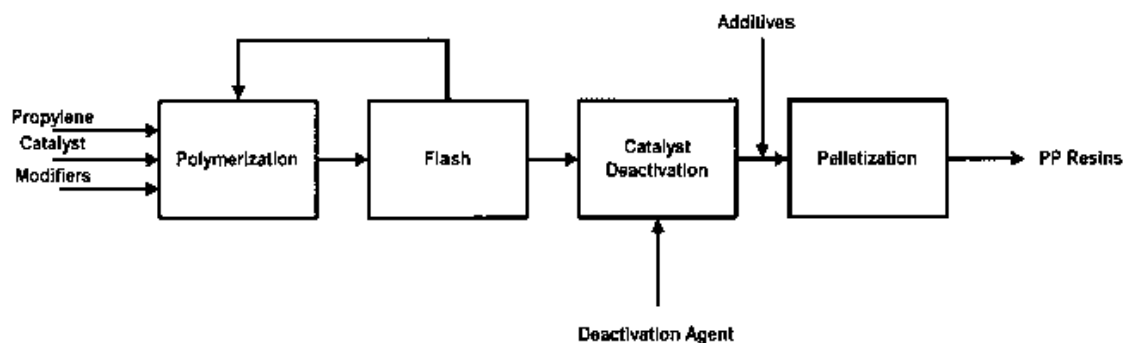 Additives
Propylene
Catalyst
Modifiers
Polymerization
Flash
Catalyst
Deactivation
Pelletization
PP Resins
Deactivation Agent